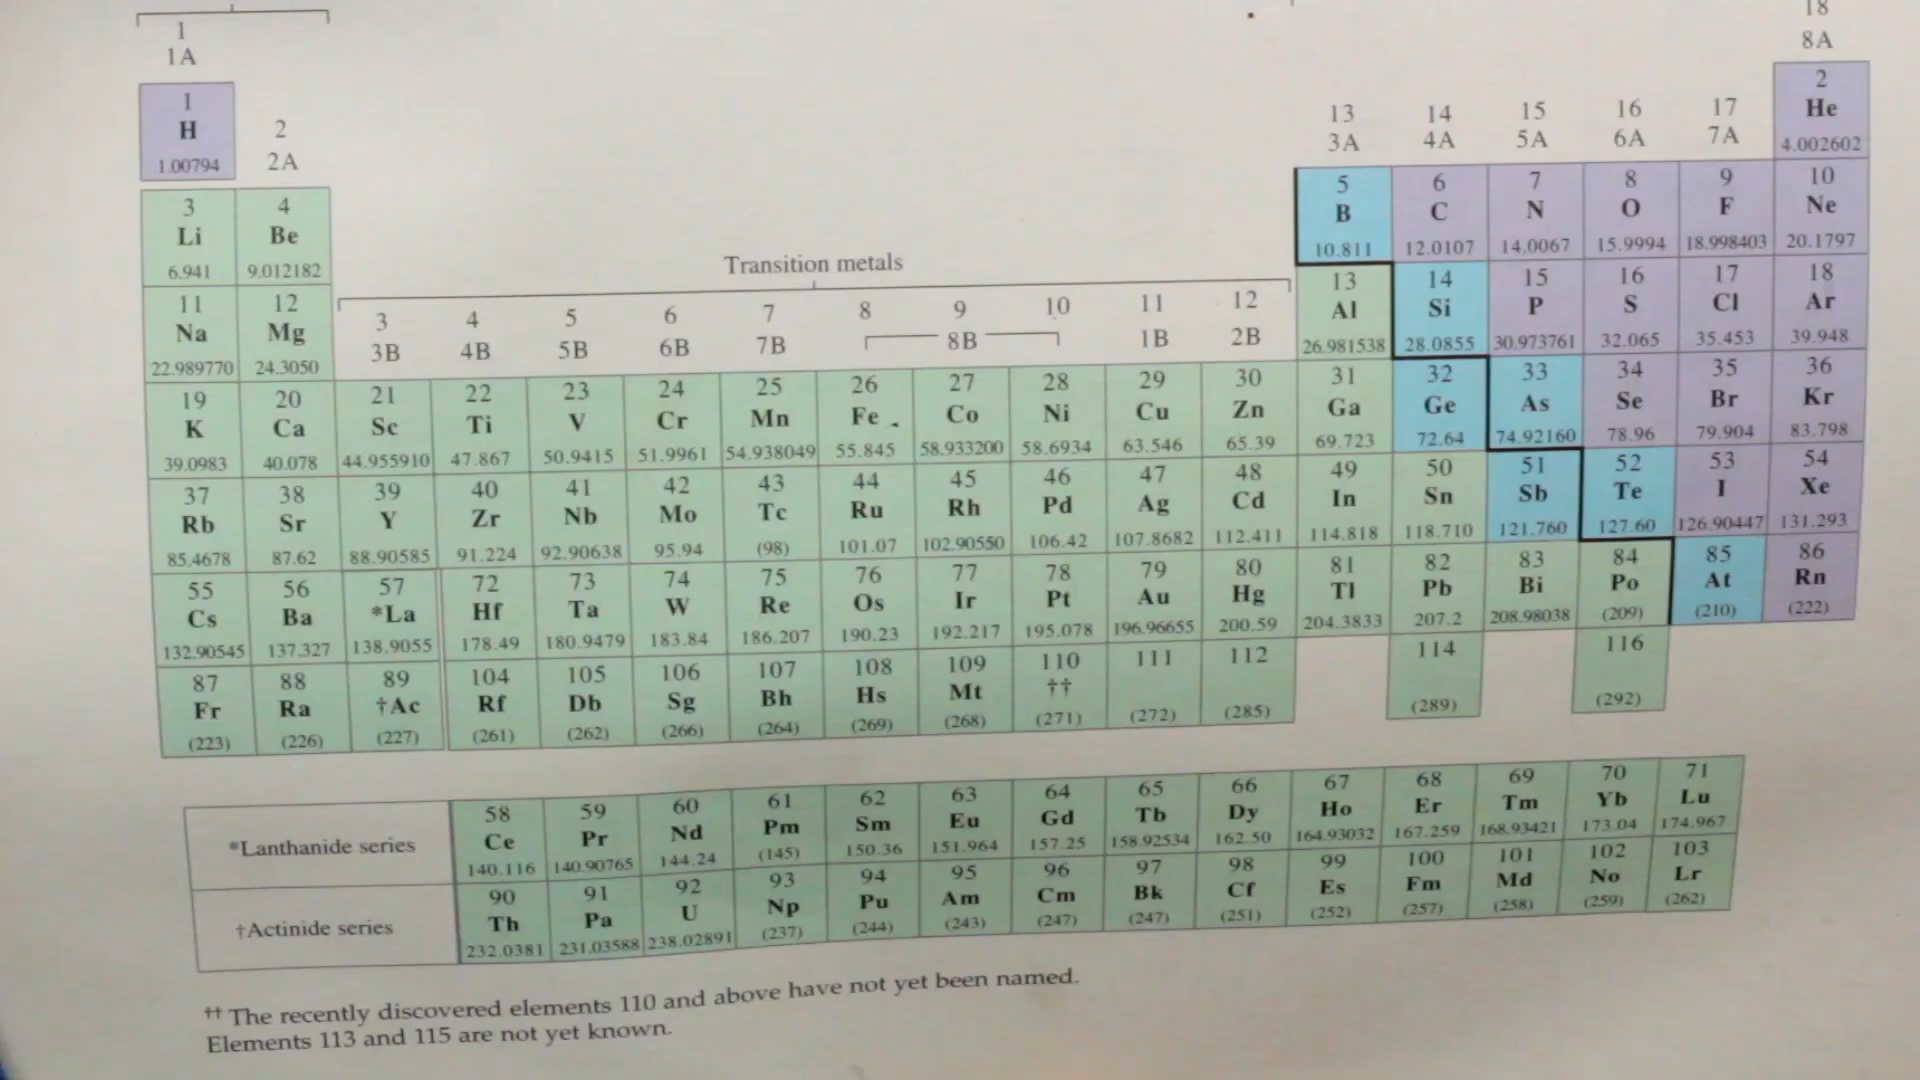 18
1
1A 8A
1 2
H 2 13 14 15 16 17 He
1.00794 2A 3A 4A 5A 6A 7A 4.002602
3 4 5 6 7 8 9 10
Li Be B C N O F Ne
6.941 9.012182 10.811 12.0107 14.0067 15.9994 18.998403 20.1797
Transition metals
11 12 3 4 5 6 7 8 9 10 11 12 13 14 15 16 17 18
Na Mg 3B 4B 5B 6B 7B 8B 1B 2B Al Si P S Cl Ar
22.989770 24.3050 26.981538 28.0855 30.973761 32.065 35.453 39.948
19 20 21 22 23 24 25 26 27 28 29 30 31 32 33 34 35 36
K Ca Sc Ti V Cr Mn Fe Co Ni Cu Zn Ga Ge As Se Br Kr
39.0983 40.078 44.955910 47.867 50.9415 51.9961 54.938049 55.845 58.933200 58.6934 63.546 65.39 69.723 72.64 74.92160 78.96 79.904 83.798
37 38 39 40 41 42 43 44 45 46 47 48 49 50 51 52 53 54
Rb Sr Y Zr Nb Mo Tc Ru Rh Pd Ag Cd In Sn Sb Te I Xe
85.4678 87.62 88.90585 91.224 92.90638 95.94 (98) 101.07 102.90550 106.42 107.8682 112.411 114.818 118.710 121.760 127.60 126.90447 131.293
55 56 57 72 73 74 75 76 77 78 79 80 81 82 83 84 85 86
Cs Ba *La Hf Ta W Re Os Ir Pt Au Hg Tl Pb Bi Po At Rn
132.90545 137.327 138.9055 178.49 180.9479 183.84 186.207 190.23 192.217 195.078 196.96655 200.59 204.3833 207.2 208.98038 (209) (210) (222)
87 88 89 104 105 106 107 108 109 110 111 112 114 116
Fr Ra †Ac Rf Db Sg Bh Hs Mt ††
(223) (226) (227) (261) (262) (266) (264) (269) (268) (271) (272) (285) (289) (292)
58 59 60 61 62 63 64 65 66 67 68 69 70 71
*Lanthanide series Ce Pr Nd Pm Sm Eu Gd Tb Dy Ho Er Tm Yb Lu
140.116 140.90765 144.24 (145) 150.36 151.964 157.25 158.92534 162.50 164.93032 167.259 168.93421 173.04 174.967
90 91 92 93 94 95 96 97 98 99 100 101 102 103
†Actinide series Th Pa U Np Pu Am Cm Bk Cf Es Fm Md No Lr
232.0381 231.03588 238.02891 (237) (244) (243) (247) (247) (251) (252) (257) (258) (259) (262)
†† The recently discovered elements 110 and above have not yet been named.
Elements 113 and 115 are not yet known.